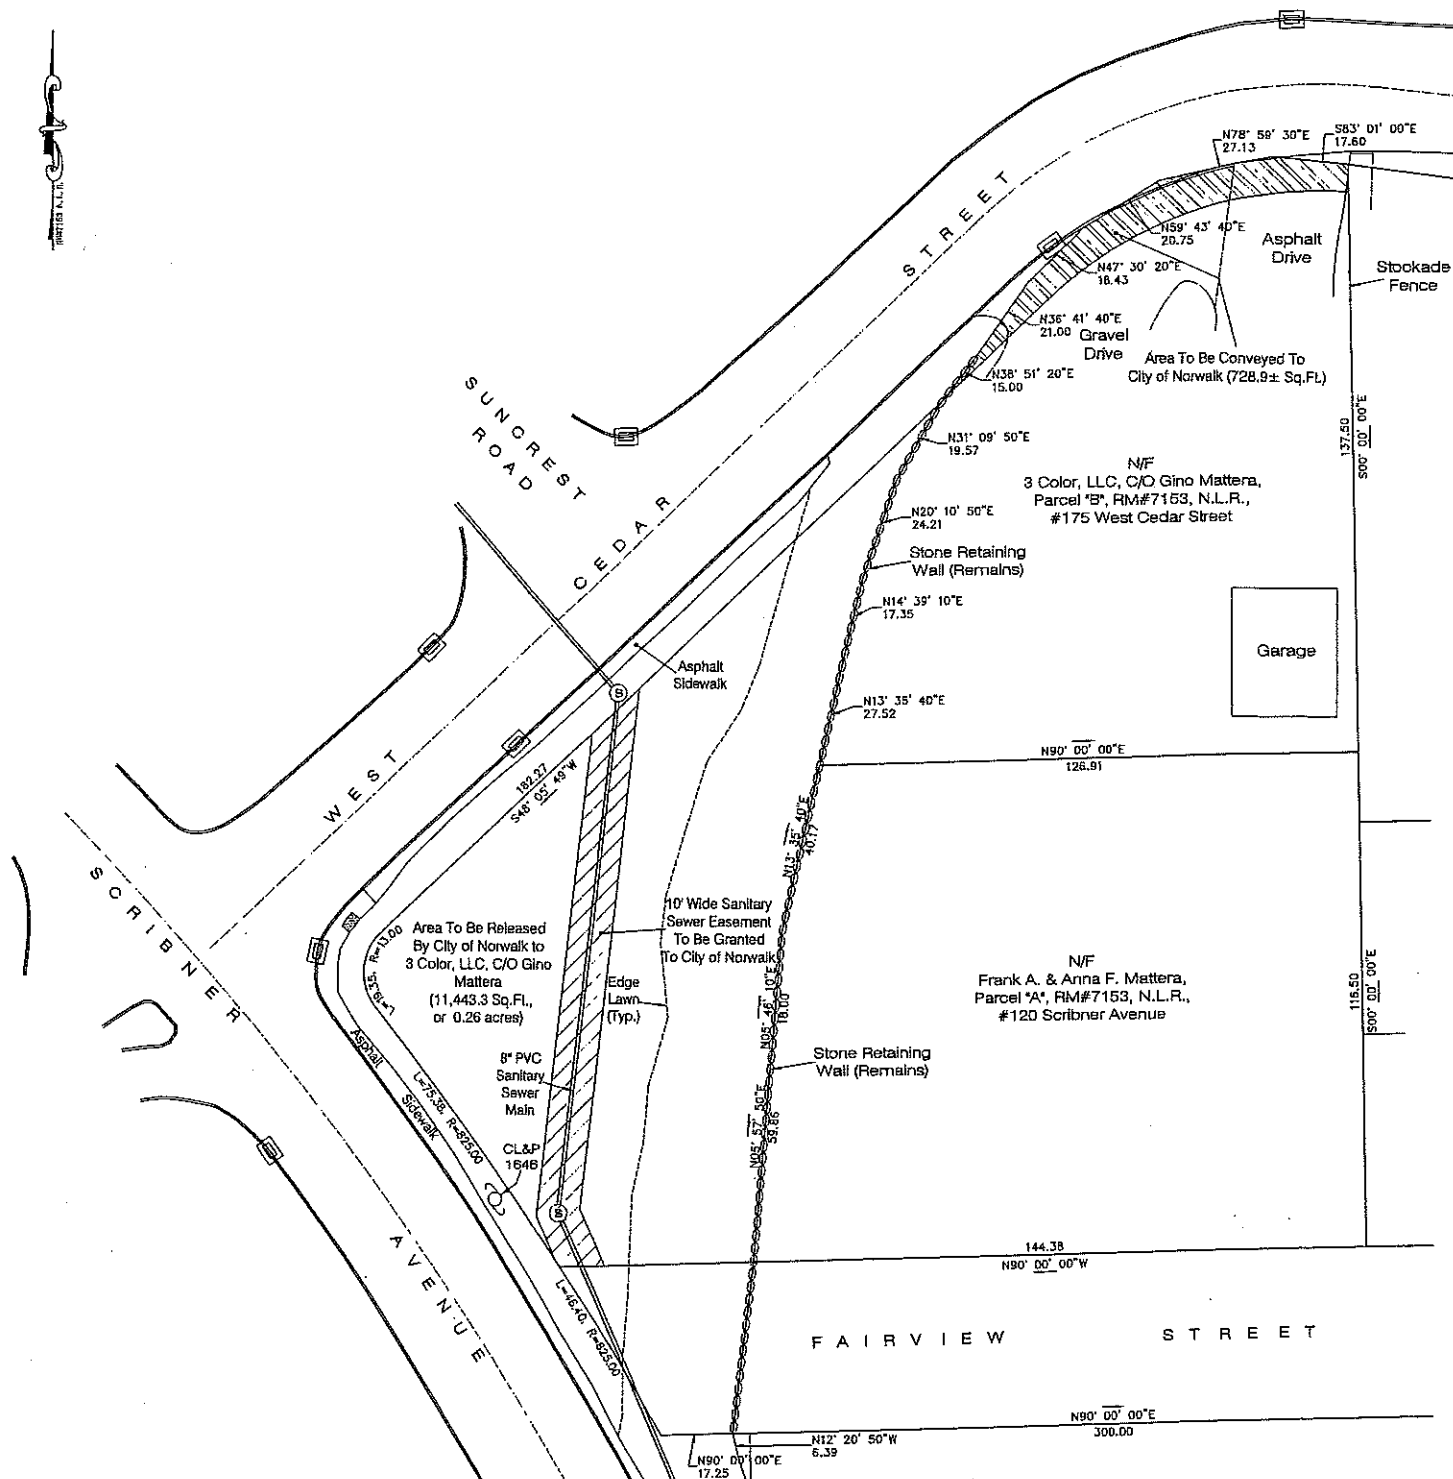 RM#7153 N.L.R.
N78° 59' 30"E
27.13
S83° 01' 00"E
17.60
WEST CEDAR STREET
N59° 43' 40"E
20.75
Asphalt
Drive
Stockade
Fence
N47° 30' 20"E
18.43
N36° 41' 40"E
21.00
Gravel
Drive
Area To Be Conveyed To
City of Norwalk (728.9± Sq.Ft.)
N38° 51' 20"E
15.00
SUNCREST
ROAD
N31° 09' 50"E
19.57
137.50
S00° 00' 00"E
N/F
3 Color, LLC, C/O Gino Mattera,
Parcel "B", RM#7153, N.L.R.,
#175 West Cedar Street
N20° 10' 50"E
24.21
Stone Retaining
Wall (Remains)
N14° 39' 10"E
17.35
Garage
Asphalt
Sidewalk
S
N13° 35' 40"E
27.52
N90° 00' 00"E
126.91
182.27
S48° 05' 49"W
N13° 35' 40"E
40.17
SCRIBNER AVENUE
L=19.35, R=13.00
Area To Be Released
By City of Norwalk to
3 Color, LLC, C/O Gino
Mattera
(11,443.3 Sq.Ft.,
or 0.26 acres)
10' Wide Sanitary
Sewer Easement
To Be Granted
To City of Norwalk
Edge
Lawn
(Typ.)
N05° 46' 10"E
18.00
N/F
Frank A. & Anna F. Mattera,
Parcel "A", RM#7153, N.L.R.,
#120 Scribner Avenue
116.50
S00° 00' 00"E
Asphalt
Sidewalk
8" PVC
Sanitary
Sewer
Main
Stone Retaining
Wall (Remains)
L=75.38, R=825.00
N05° 57' 50"E
59.86
CL&P
1646
S
144.38
N90° 00' 00"W
L=46.40, R=825.00
FAIRVIEW STREET
N90° 00' 00"E
300.00
N12° 20' 50"W
6.39
N90° 00' 00"E
17.25